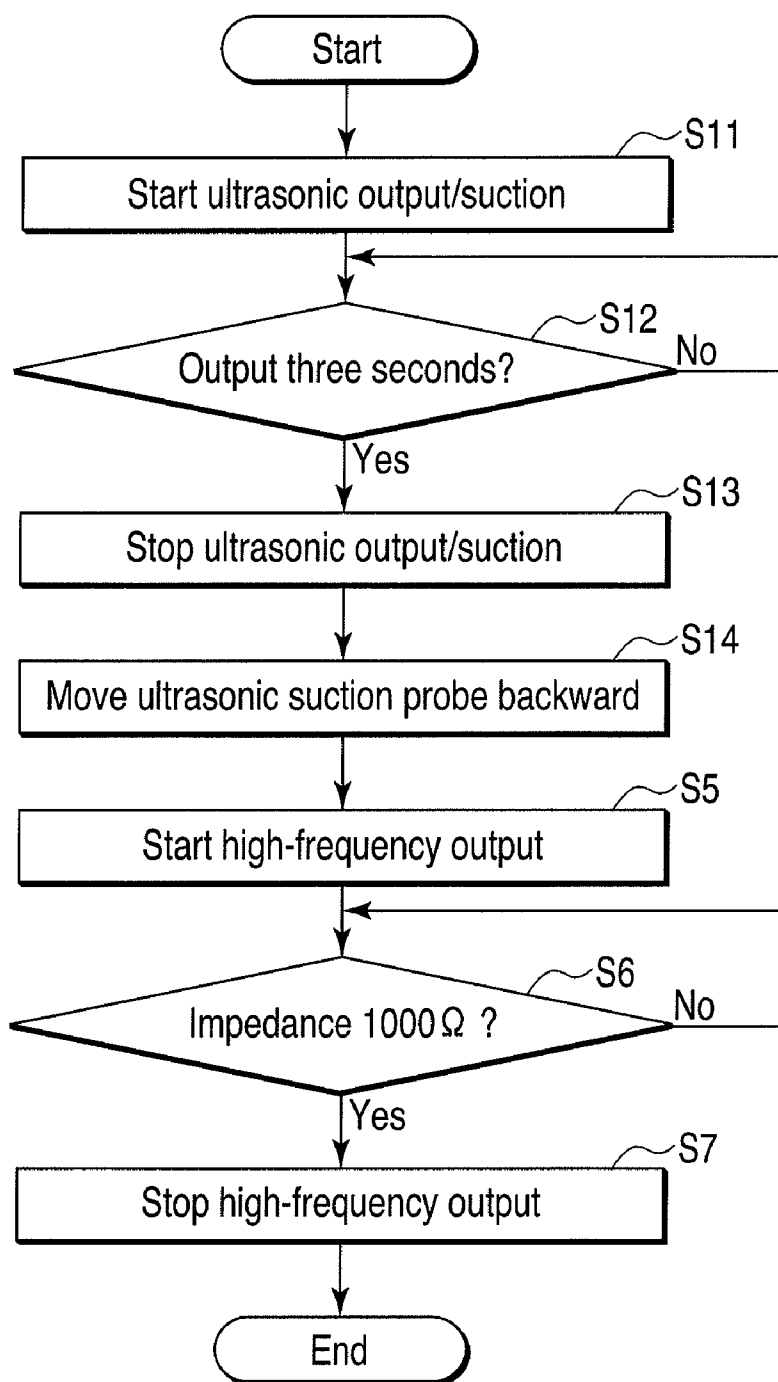 Start
S11
Start ultrasonic output/suction
S12
Output three seconds?
No
Yes
S13
Stop ultrasonic output/suction
S14
Move ultrasonic suction probe backward
S5
Start high-frequency output
S6
Impedance 1000Ω ?
No
Yes
S7
Stop high-frequency output
End